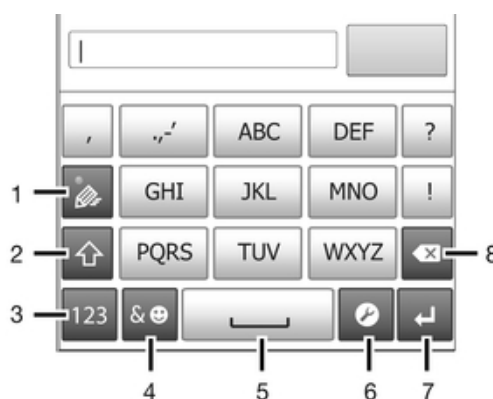 , .,-′ ABC DEF ?
1 GHI JKL MNO !
2 PQRS TUV WXYZ 8
3 123 &☻
4 5 6 7